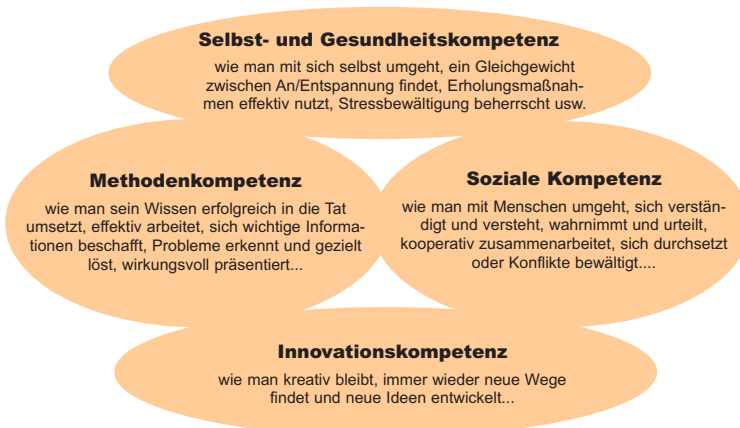 Selbst- und Gesundheitskompetenz
wie man mit sich selbst umgeht, ein Gleichgewicht
zwischen An/Entspannung findet, Erholungsmaßnah-
men effektiv nutzt, Stressbewältigung beherrscht usw.
Methodenkompetenz
wie man sein Wissen erfolgreich in die Tat
umsetzt, effektiv arbeitet, sich wichtige Informa-
tionen beschafft, Probleme erkennt und gezielt
löst, wirkungsvoll präsentiert...
Soziale Kompetenz
wie man mit Menschen umgeht, sich verstän-
digt und versteht, wahrnimmt und urteilt,
kooperativ zusammenarbeitet, sich durchsetzt
oder Konflikte bewältigt....
Innovationskompetenz
wie man kreativ bleibt, immer wieder neue Wege
findet und neue Ideen entwickelt...